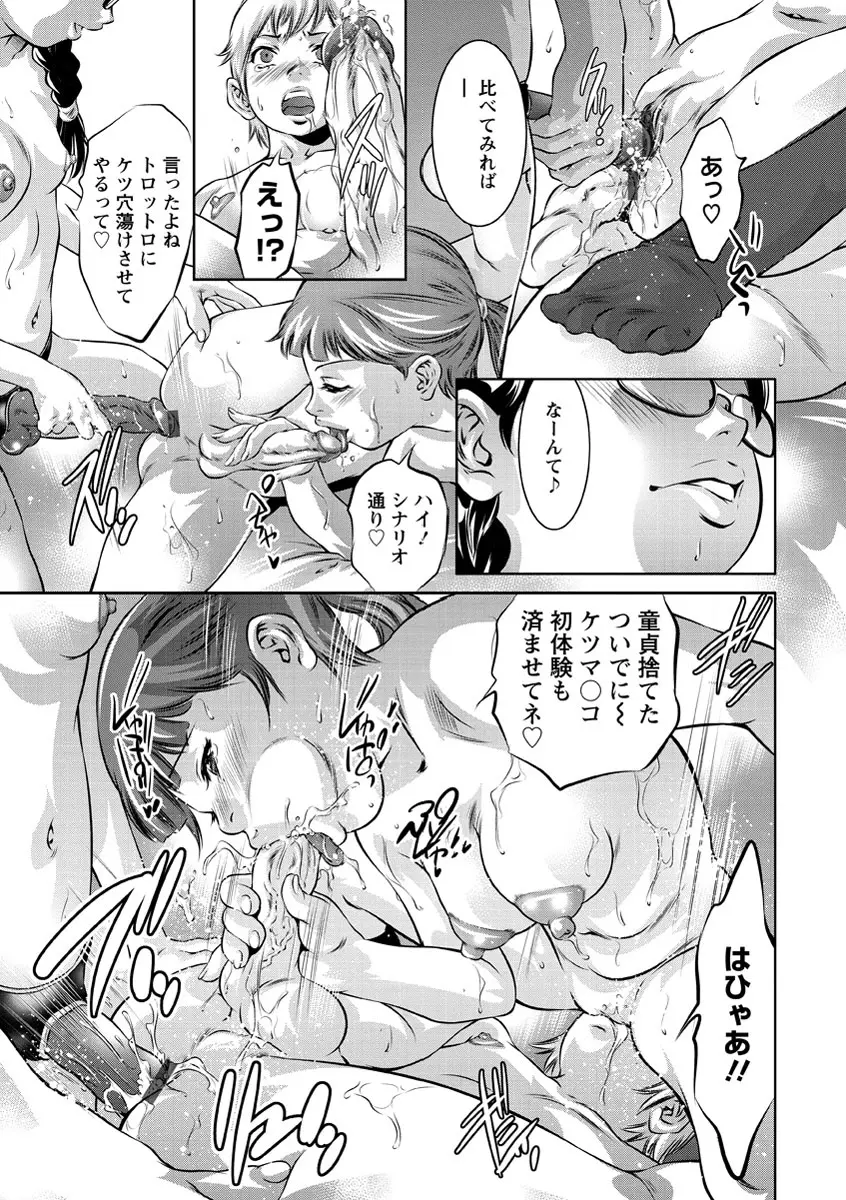 あっ♡
比べてみれば
ー
えっ!?
言ったよね
トロットロに
ケツ穴蕩けさせて
やるって♡
なーんて♪
ハイ!
シナリオ
通り♡
童貞捨てた
ついでに〜
ケツマ〇コ
初体験も
済ませてネ♡
はひゃあ!!